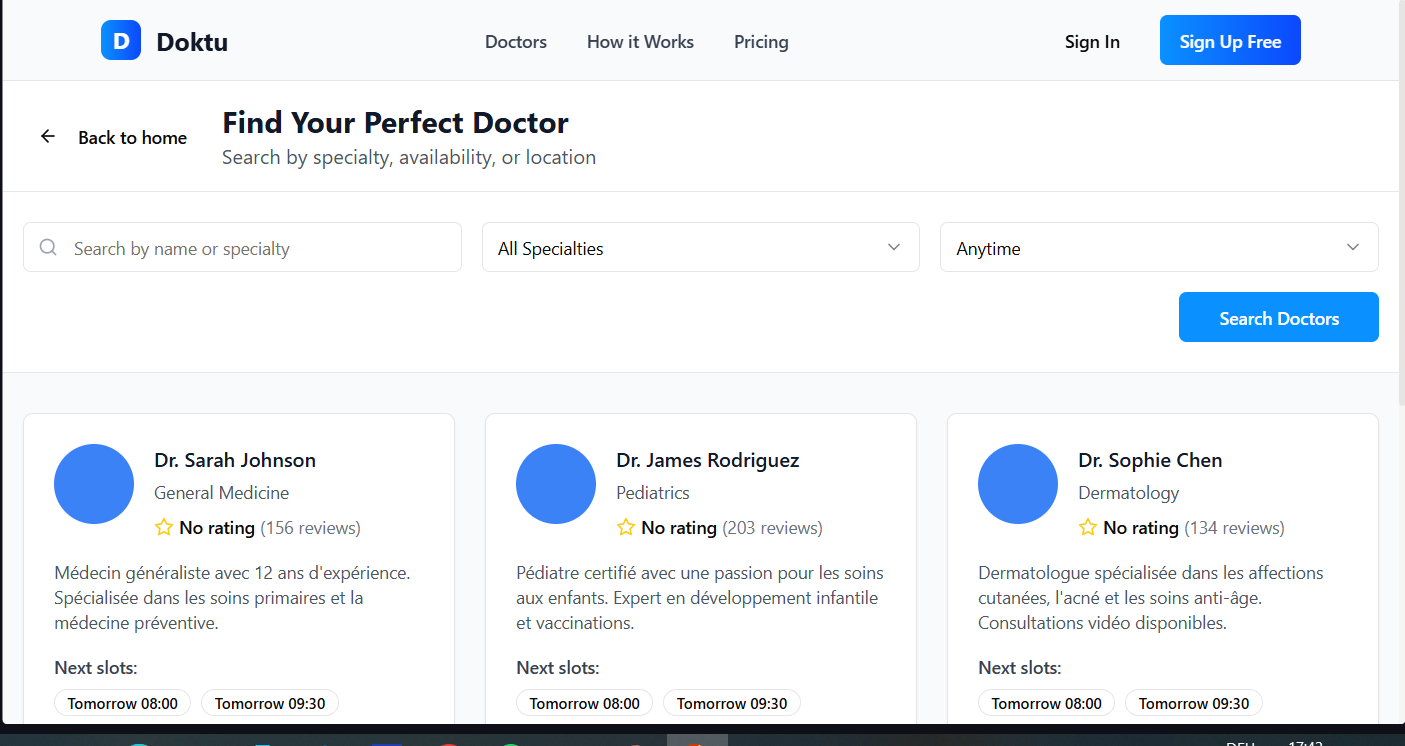 D Doktu Doctors How it Works Pricing Sign In Sign Up Free
Back to home
Find Your Perfect Doctor
Search by specialty, availability, or location
Search by name or specialty All Specialties Anytime
Search Doctors
Dr. Sarah Johnson
General Medicine
No rating (156 reviews)
Médecin généraliste avec 12 ans d'expérience.
Spécialisée dans les soins primaires et la
médecine préventive.
Next slots:
Tomorrow 08:00 Tomorrow 09:30
Dr. James Rodriguez
Pediatrics
No rating (203 reviews)
Pédiatre certifié avec une passion pour les soins
aux enfants. Expert en développement infantile
et vaccinations.
Next slots:
Tomorrow 08:00 Tomorrow 09:30
Dr. Sophie Chen
Dermatology
No rating (134 reviews)
Dermatologue spécialisée dans les affections
cutanées, l'acné et les soins anti-âge.
Consultations vidéo disponibles.
Next slots:
Tomorrow 08:00 Tomorrow 09:30